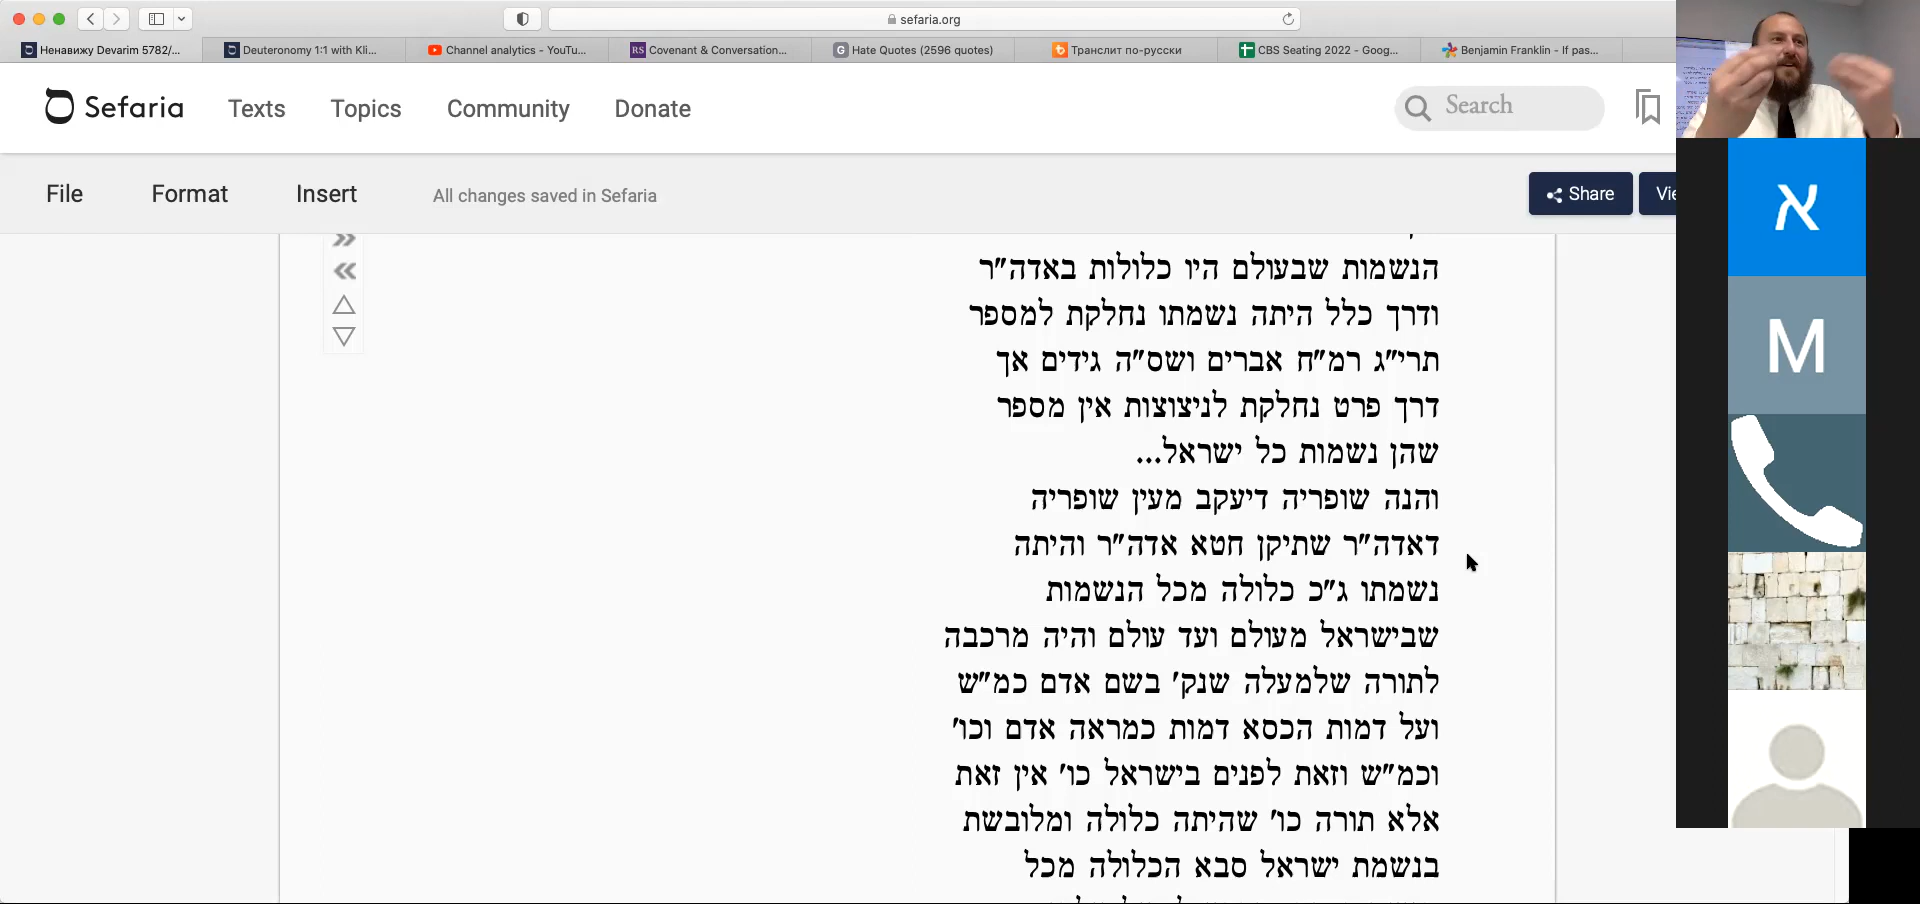 sefaria.org
Ненавижу Devarim 5782/...
Deuteronomy 1:1 with Kli...
Channel analytics - YouTu...
RS Covenant & Conversation...
G Hate Quotes (2596 quotes)
b Транслит по-русски
CBS Seating 2022 - Goog...
Benjamin Franklin - If pas...
Sefaria Texts Topics Community Donate Search
File Format Insert All changes saved in Sefaria Share
הנשמות שבעולם היו כלולות באדה"ר
ודרך כלל היתה נשמתו נחלקת למספר
תרי"ג רמ"ח אברים ושס"ה גידים אך
דרך פרט נחלקת לניצוצות אין מספר
שהן נשמות כל ישראל...
והנה שופריה דיעקב מעין שופריה
דאדה"ר שתיקן חטא אדה"ר והיתה
נשמתו ג"כ כלולה מכל הנשמות
שבישראל מעולם ועד עולם והיה מרכבה
לתורה שלמעלה שנק' בשם אדם כמ"ש
ועל דמות הכסא דמות כמראה אדם וכו'
וכמ"ש וזאת לפנים בישראל כו' אין זאת
אלא תורה כו' שהיתה כלולה ומלובשת
בנשמת ישראל סבא הכלולה מכל
א
M